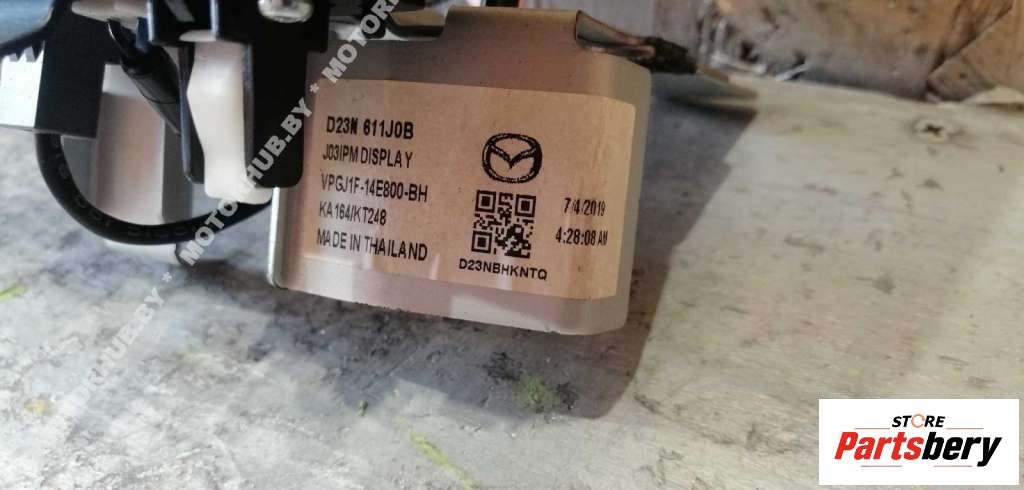 D23N 611J0B
J03IPM DISPLAY
VPGJ1F-14E800-BH
KA164/KT248
MADE IN THAILAND
7/4/2019
4:28:08 AM
D23NBHKNTQ
MOTORHUB.BY * MOTORHUB.BY * MOTOR
STORE
Partsbery